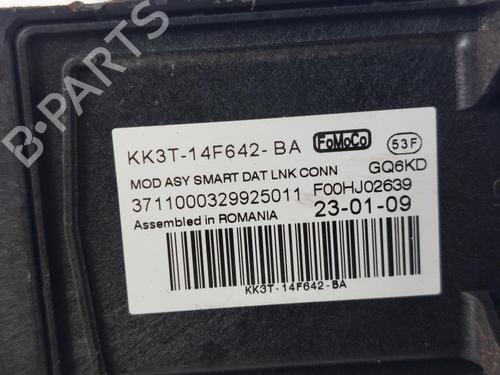 B-PARTS
KK3T-14F642-BA FoMoCo 53F
MOD ASY SMART DAT LNK CONN GQ6KD
3711000329925011 F00HJ02639
Assembled in ROMANIA 23-01-09
KK3T-14F642-BA